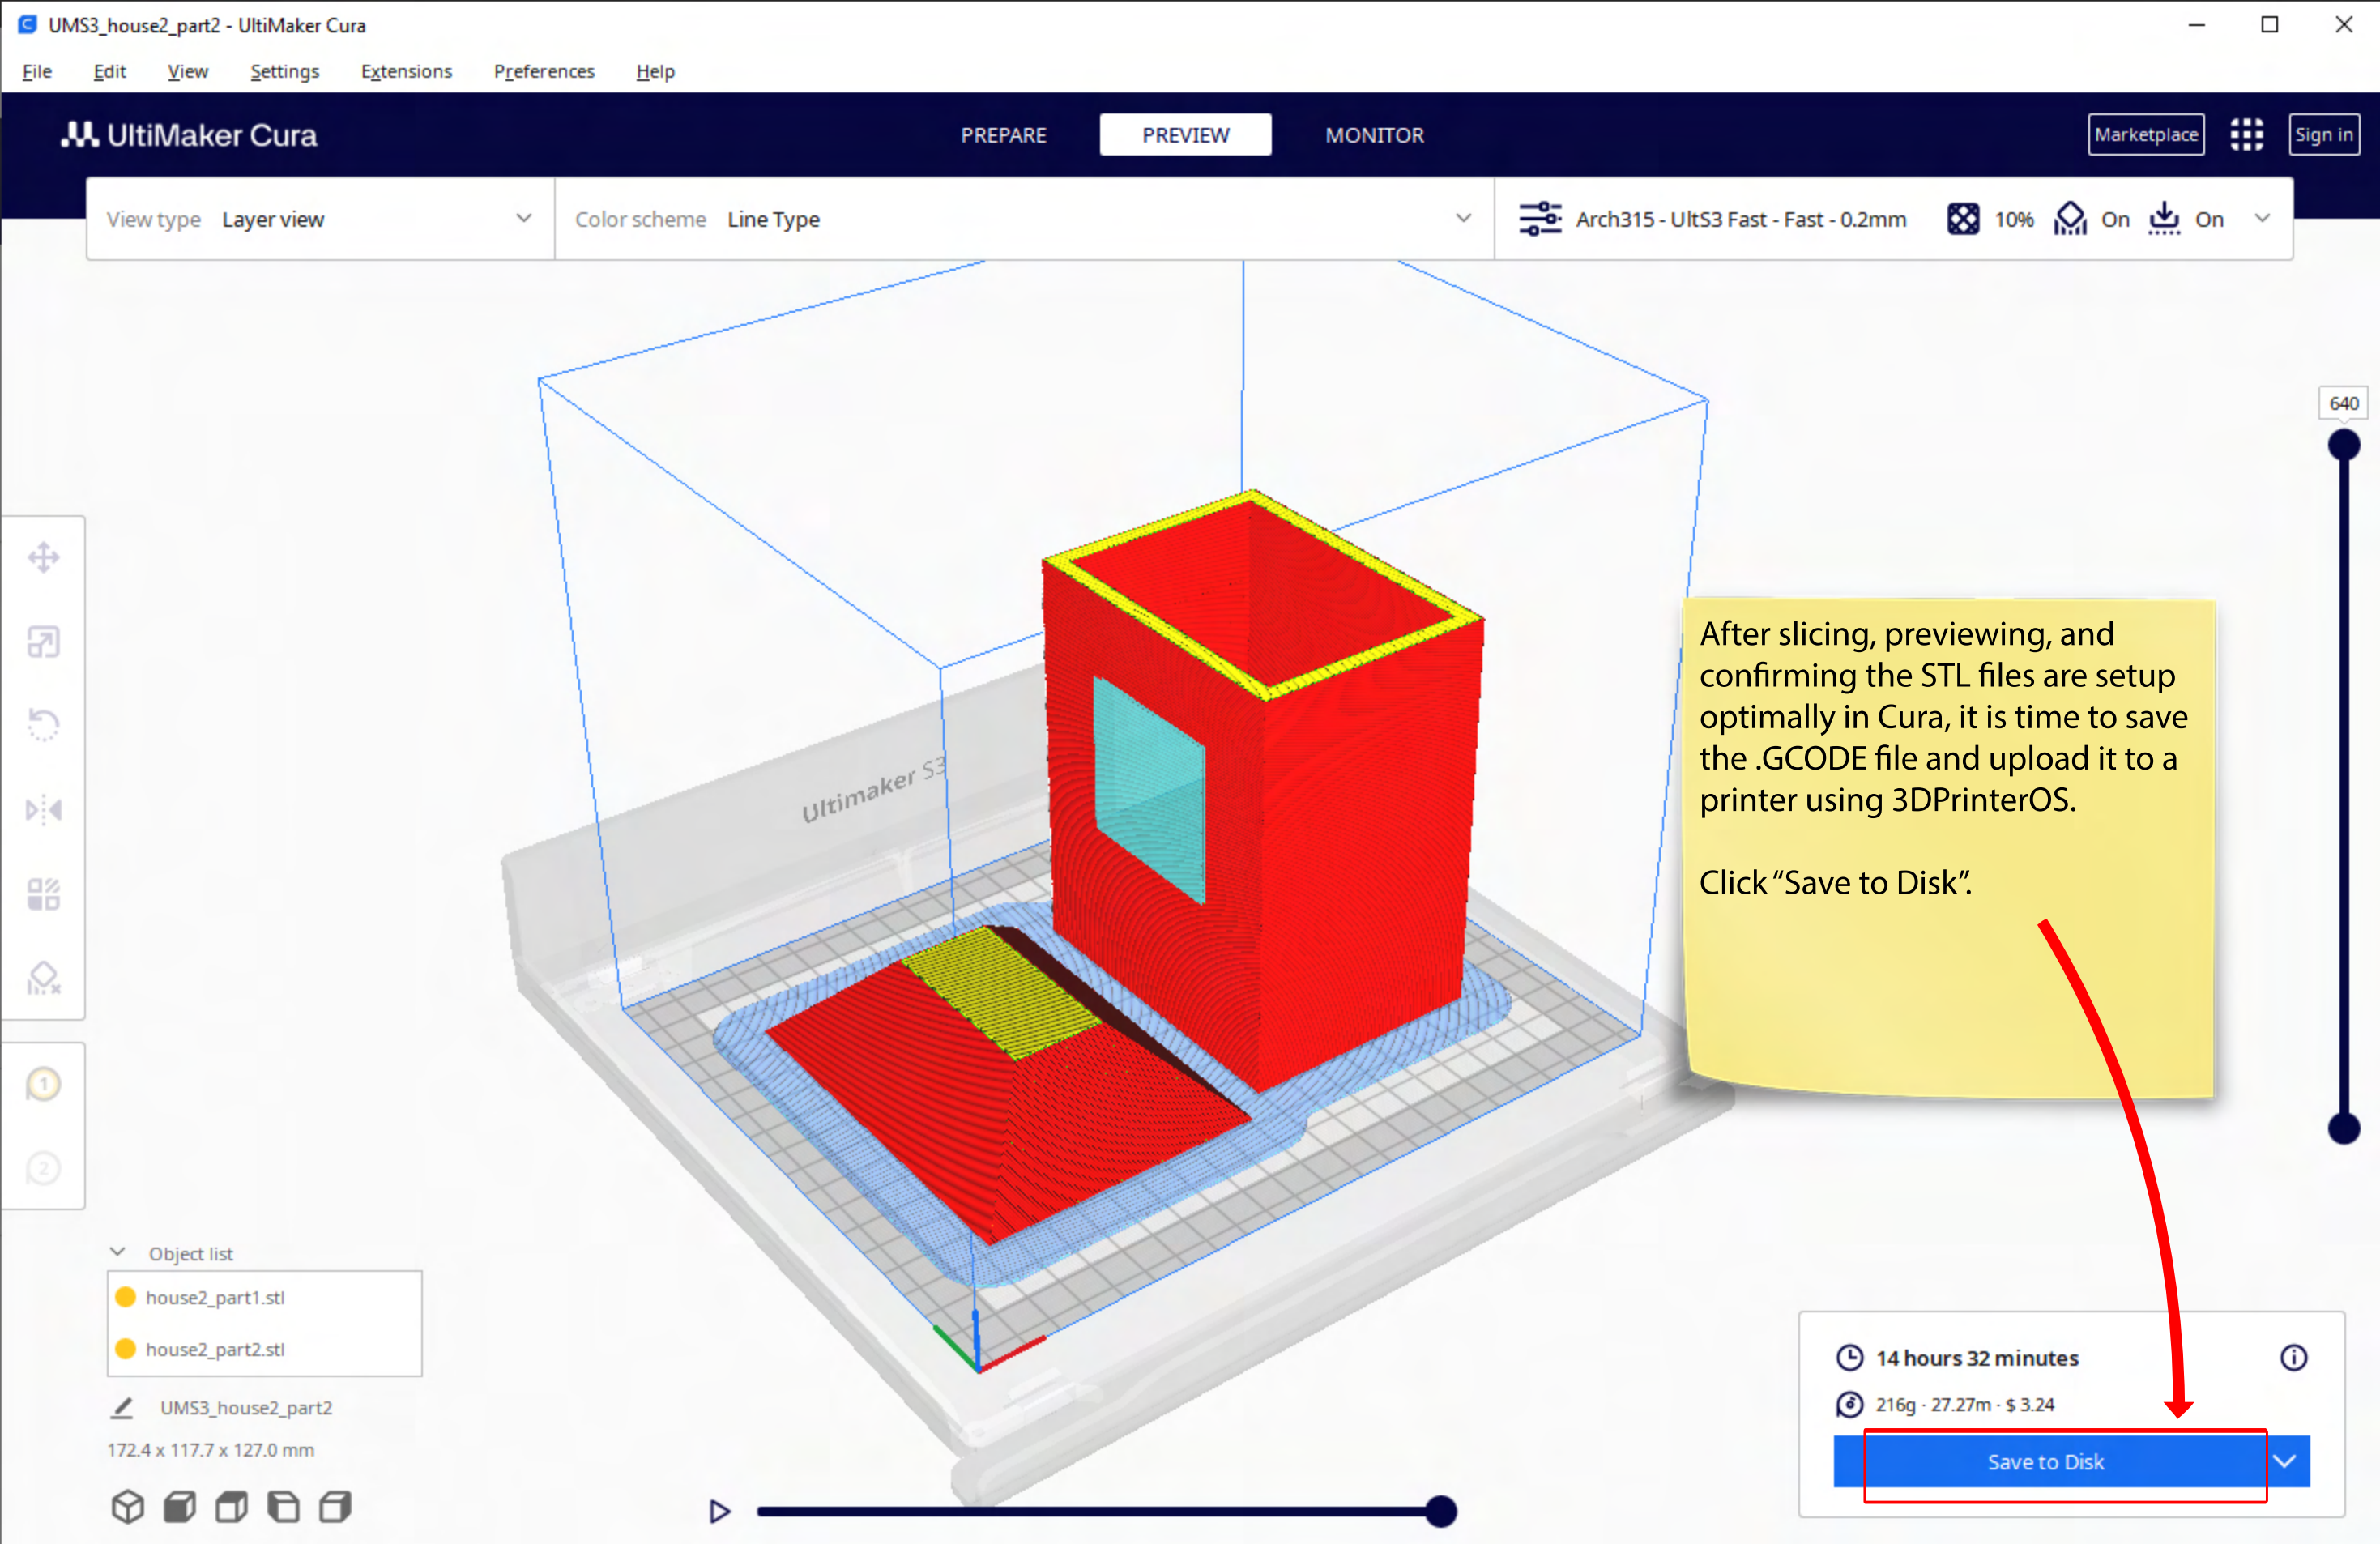 UMS3_house2_part2 - UltiMaker Cura
File Edit View Settings Extensions Preferences Help
UltiMaker Cura
PREPARE PREVIEW MONITOR
Marketplace
Sign in
View type Layer view
Color scheme Line Type
Arch315 - UltS3 Fast - Fast - 0.2mm
10% On On
640
Ultimaker S3
After slicing, previewing, and
confirming the STL files are setup
optimally in Cura, it is time to save
the .GCODE file and upload it to a
printer using 3DPrinterOS.
Click “Save to Disk”.
1
2
Object list
house2_part1.stl
house2_part2.stl
UMS3_house2_part2
172.4 x 117.7 x 127.0 mm
14 hours 32 minutes
216g · 27.27m · $ 3.24
Save to Disk